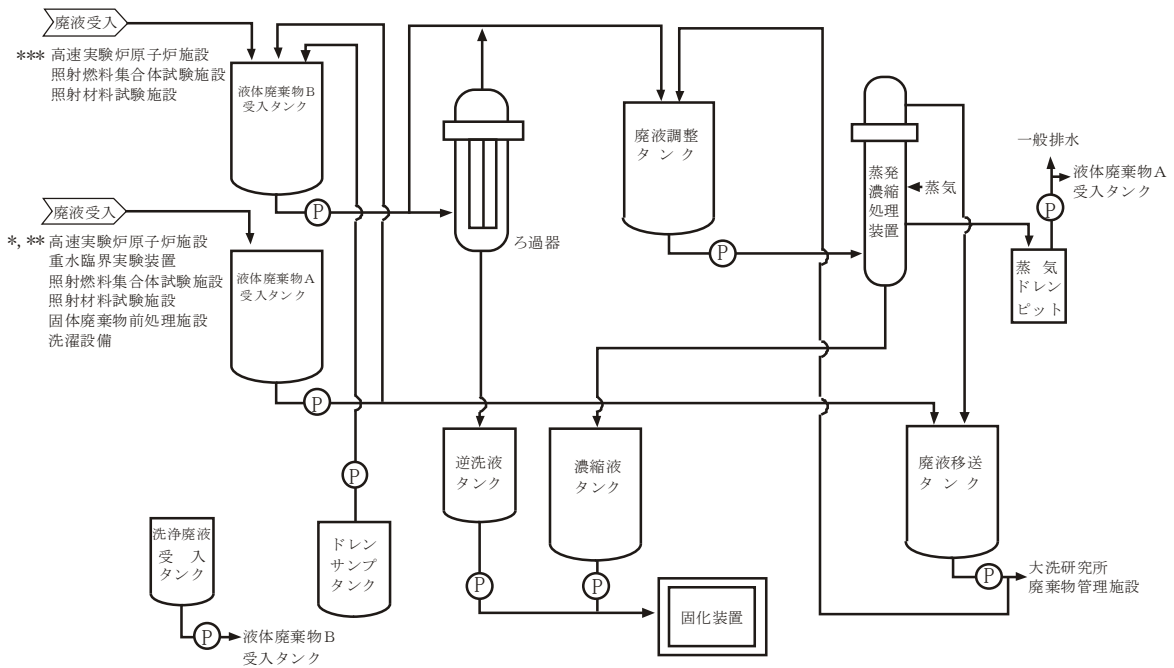 廃液受入
*** 高速実験炉原子炉施設
照射燃料集合体試験施設
照射材料試験施設
液体廃棄物B
受入タンク
P
廃液受入
*, ** 高速実験炉原子炉施設
重水臨界実験装置
照射燃料集合体試験施設
照射材料試験施設
固体廃棄物前処理施設
洗濯設備
液体廃棄物A
受入タンク
P
ろ過器
廃液調整
タンク
P
蒸発
濃縮
処理
装置
蒸気
一般排水
液体廃棄物A
受入タンク
P
蒸気
ドレン
ピット
洗浄廃液
受入
タンク
P
液体廃棄物B
受入タンク
P
ドレン
サンプ
タンク
逆洗液
タンク
P
濃縮液
タンク
P
固化装置
廃液移送
タンク
P
大洗研究所
廃棄物管理施設